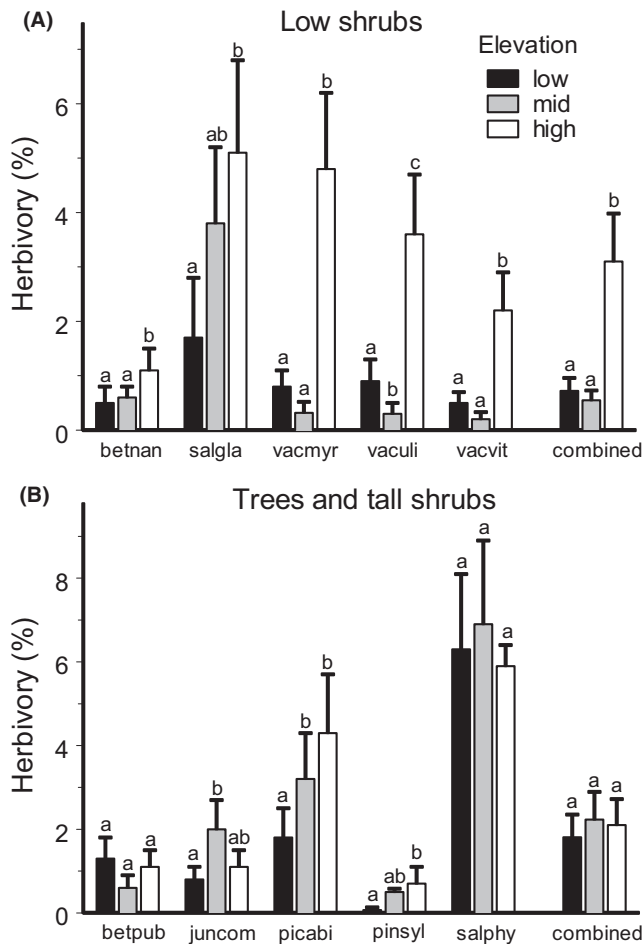 (A) Low shrubs
Elevation
low
mid
high
Herbivory (%)
6
4
2
0
a a b
a ab b
a a b
a b c
a a b
a a b
betnan salgla vacmyr vaculi vacvit combined
(B) Trees and tall shrubs
Herbivory (%)
8
6
4
2
0
a a a
a b ab
a b b
a ab b
a a a
a a a
betpub juncom picabi pinsyl salphy combined